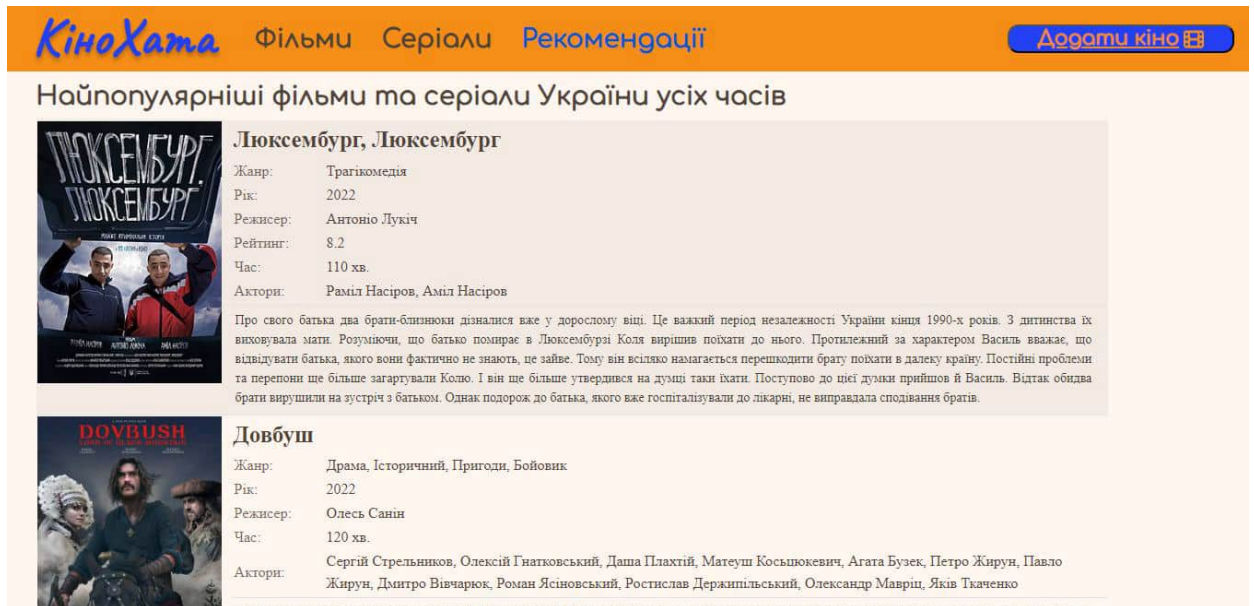 КіноХата Фільми Серіали Рекомендації Додати кіно
Найпопулярніші фільми та серіали України усіх часів
ЛЮКСЕМБУРГ,
ЛЮКСЕМБУРГ
Люксембург, Люксембург
Жанр: Трагікомедія
Рік: 2022
Режисер: Антоніо Лукіч
Рейтинг: 8.2
Час: 110 хв.
Актори: Раміл Насіров, Аміл Насіров
Про свого батька два брати-близнюки дізналися вже у дорослому віці. Це важкий період незалежності України кінця 1990-х років. З дитинства їх
виховувала мати. Розуміючи, що батько помирає в Люксембурзі Коля вирішив поїхати до нього. Протилежний за характером Василь вважає, що
відвідувати батька, якого вони фактично не знають, це зайве. Тому він всіляко намагається перешкодити брату поїхати в далеку країну. Постійні проблеми
та перепони ще більше загартували Колю. І він ще більше утвердився на думці таки їхати. Поступово до цієї думки прийшов й Василь. Відтак обидва
брати вирушили на зустріч з батьком. Однак подорож до батька, якого вже госпіталізували до лікарні, не виправдала сподівання братів.
DOVBUSH
Довбуш
Жанр: Драма, Історичний, Пригоди, Бойовик
Рік: 2022
Режисер: Олесь Санін
Час: 120 хв.
Актори: Сергій Стрельников, Олексій Гнатковський, Даша Плахтій, Матеуш Косьцюкевич, Агата Бузек, Петро Жирун, Павло
Жирун, Дмитро Вівчарюк, Роман Ясіновський, Ростислав Держипільський, Олександр Мавріц, Яків Ткаченко